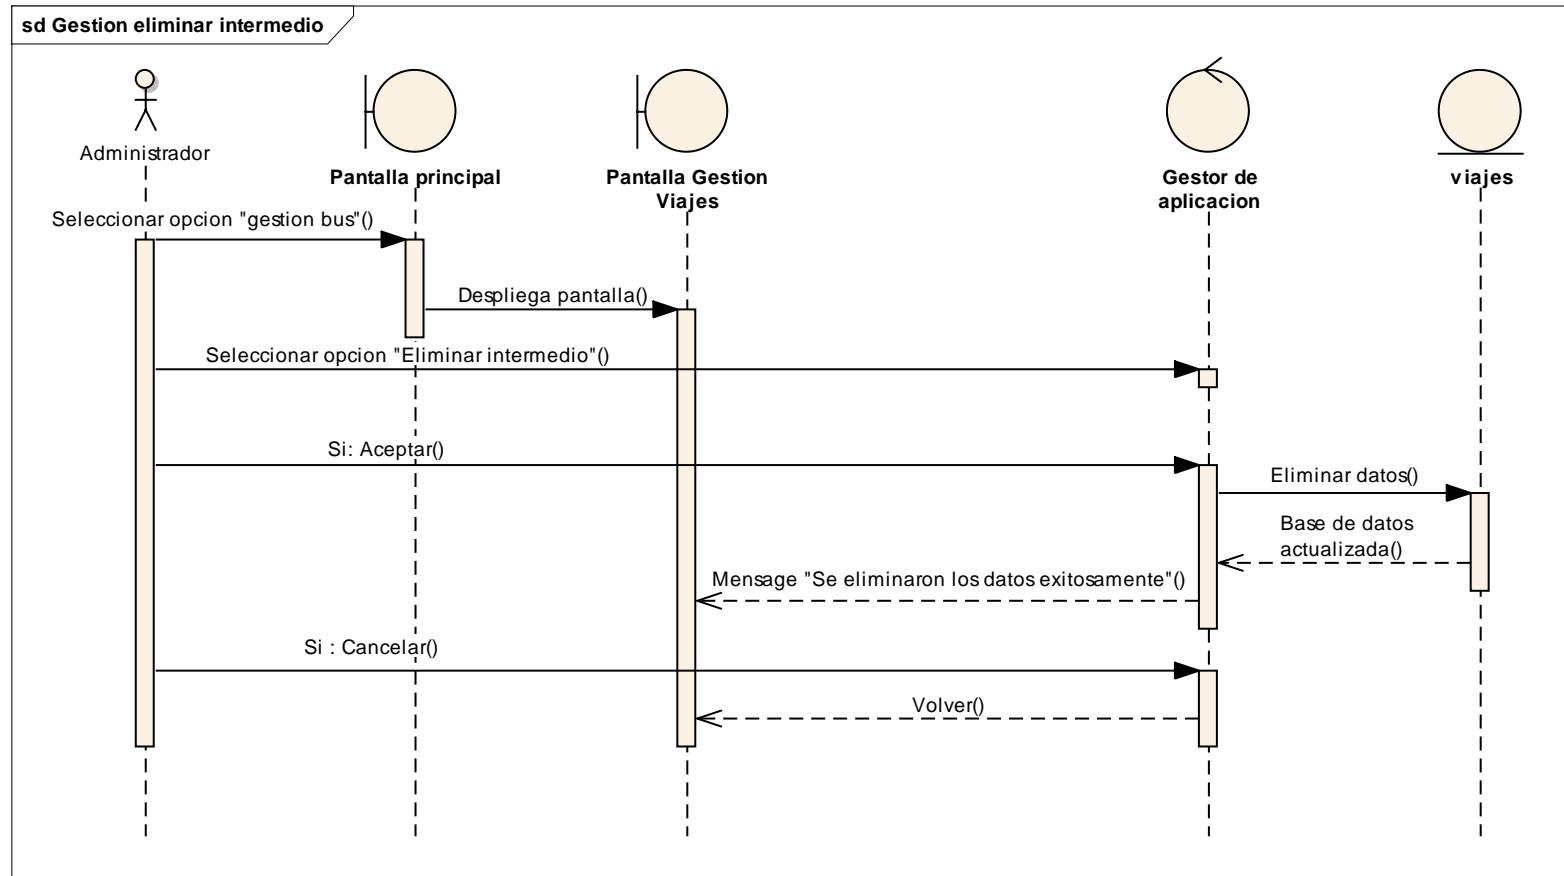 sd Gestion eliminar intermedio
Administrador
Pantalla principal
Pantalla Gestion
Viajes
Gestor de
aplicacion
viajes
Seleccionar opcion "gestion bus"()
Despliega pantalla()
Seleccionar opcion "Eliminar intermedio"()
Si: Aceptar()
Eliminar datos()
Base de datos
actualizada()
Mensage "Se eliminaron los datos exitosamente"()
Si : Cancelar()
Volver()